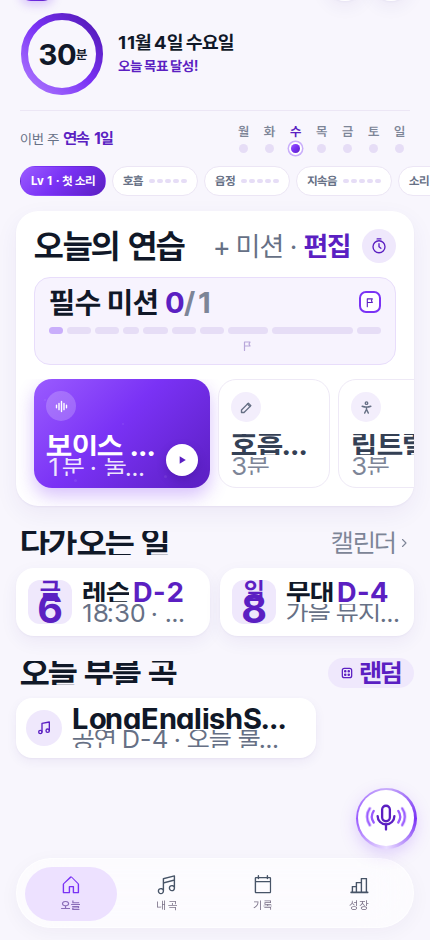 30분
11월 4일 수요일
오늘 목표 달성!
이번 주 연속 1일
월 화 수 목 금 토 일
Lv 1 · 첫 소리 호흡 음정 지속음 소리
오늘의 연습 + 미션 · 편집
필수 미션 0/1
보이스 ...
1분 · 눌...
호흡...
3분
립트릴
3분
다가오는 일 캘린더
금
6
레슨 D-2
18:30 · ...
일
8
무대 D-4
가을 뮤지...
오늘 부를 곡 랜덤
LongEnglishS...
공연 D-4 · 오늘 불...
오늘 내 곡 기록 성장